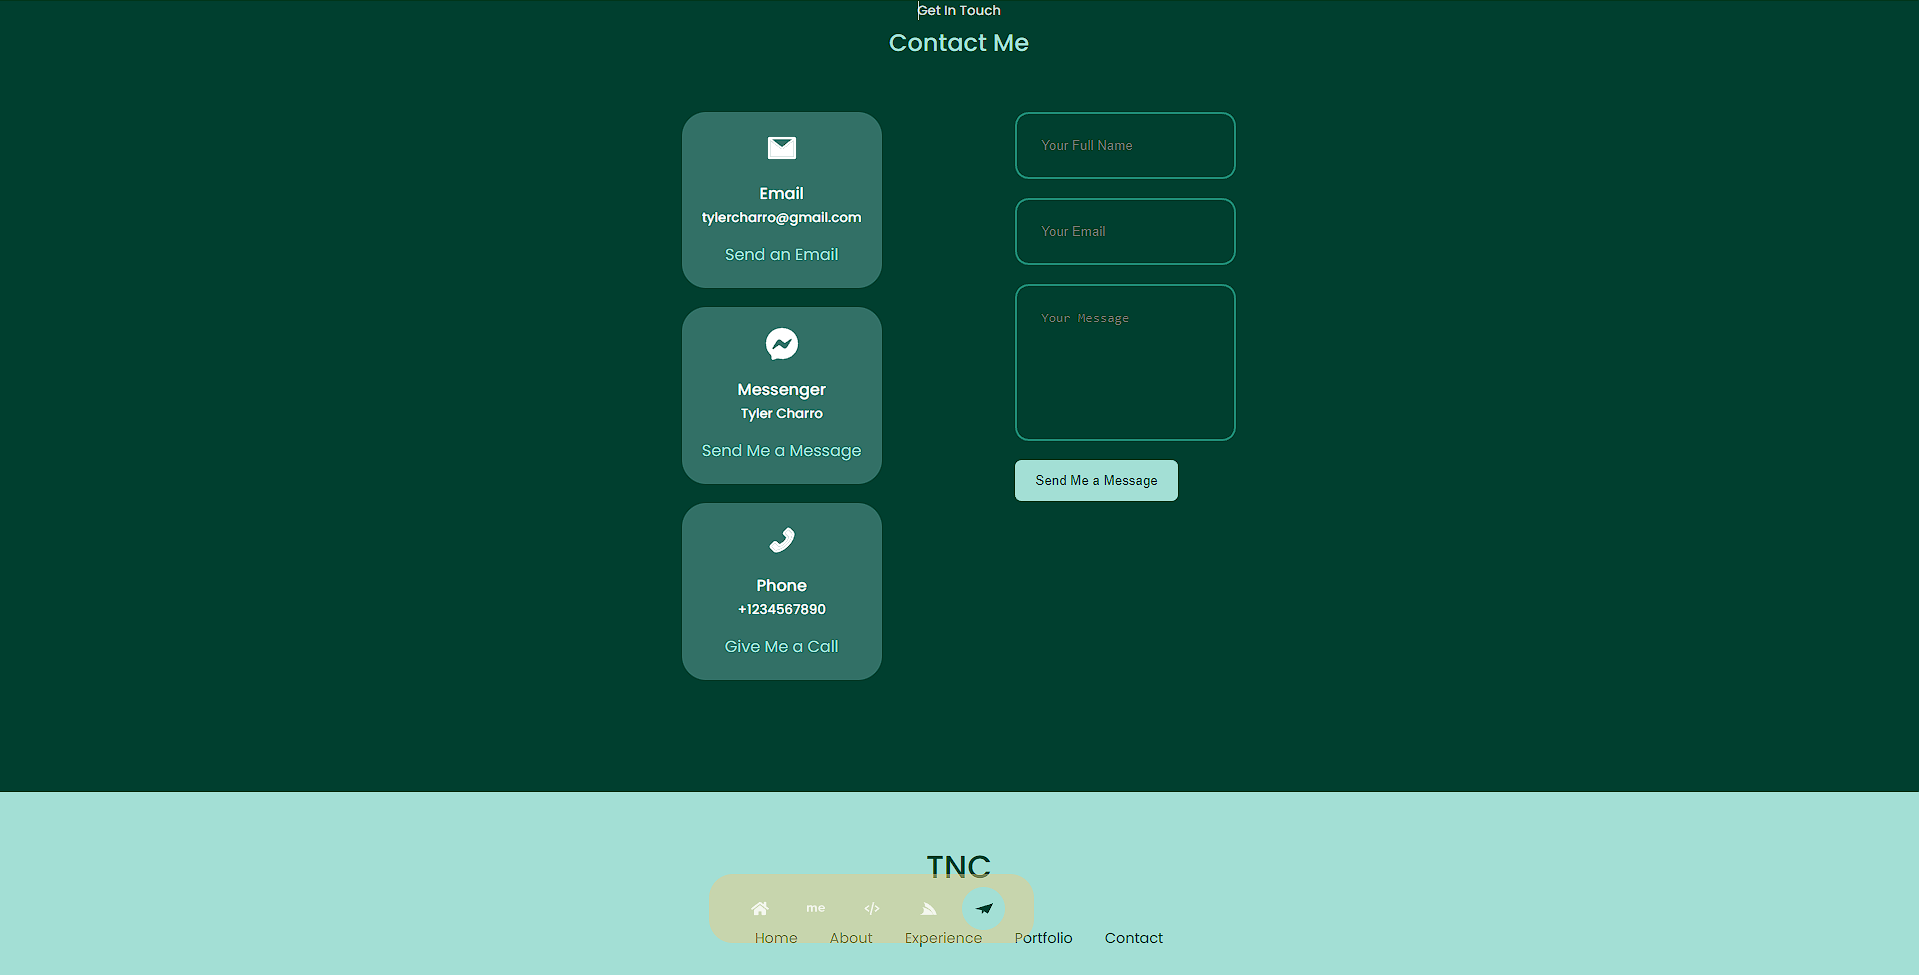 Get In Touch
Contact Me
Email
tylercharro@gmail.com
Send an Email
Messenger
Tyler Charro
Send Me a Message
Phone
+1234567890
Give Me a Call
Your Full Name
Your Email
Your Message
Send Me a Message
TNC
me
Home About Experience Portfolio Contact